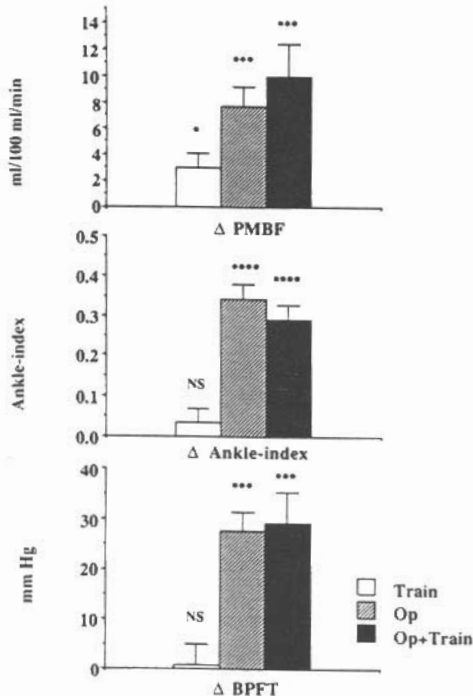 ml/100 ml/min
14
12
10
8
6
4
2
0
*
***
***
Δ PMBF
Ankle-index
0.5
0.4
0.3
0.2
0.1
0.0
NS
****
****
Δ Ankle-index
mm Hg
40
30
20
10
0
NS
***
***
Δ BPFT
Train
Op
Op+Train